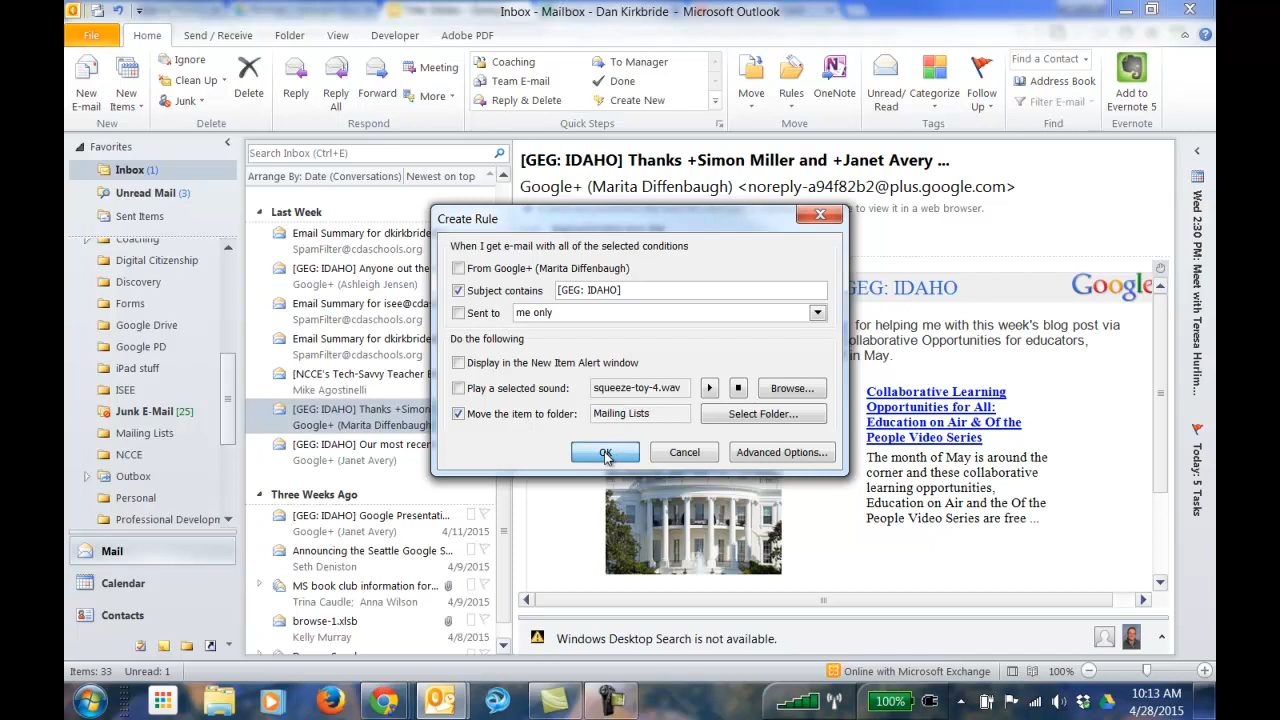 Inbox - Mailbox - Dan Kirkbride - Microsoft Outlook
File
Home
Send / Receive
Folder
View
Developer
Adobe PDF
New E-mail
New Items
New
Ignore
Clean Up
Junk
Delete
Delete
Reply
Reply All
Forward
Meeting
More
Respond
Coaching
Team E-mail
Reply & Delete
To Manager
Done
Create New
Quick Steps
Move
Rules
OneNote
Move
Unread/ Read
Categorize
Follow Up
Tags
Find a Contact
Address Book
Filter E-mail
Find
Add to Evernote 5
Evernote
Favorites
Inbox (1)
Unread Mail (3)
Sent Items
Coaching
Digital Citizenship
Discovery
Forms
Google Drive
Google PD
iPad stuff
ISEE
Junk E-Mail [25]
Mailing Lists
NCCE
Outbox
Personal
Professional Developn
Mail
Calendar
Contacts
Search Inbox (Ctrl+E)
Arrange By: Date (Conversations)
Newest on top
Last Week
Email Summary for dkirkbride
SpamFilter@cdaschools.org
[GEG: IDAHO] Anyone out the
Google+ (Ashleigh Jensen)
Email Summary for isee@cdas
SpamFilter@cdaschools.org
Email Summary for dkirkbride
SpamFilter@cdaschools.org
[NCCE's Tech-Savvy Teacher
Mike Agostinelli
[GEG: IDAHO] Thanks +Simon
Google+ (Marita Diffenbaugh)
[GEG: IDAHO] Our most recen
Google+ (Janet Avery)
Three Weeks Ago
[GEG: IDAHO] Google Presentati...
Google+ (Janet Avery)
4/11/2015
Announcing the Seattle Google S...
Seth Deniston
4/9/2015
MS book club information for...
Trina Caudle; Anna Wilson
4/9/2015
browse-1.xlsb
Kelly Murray
4/8/2015
[GEG: IDAHO] Thanks +Simon Miller and +Janet Avery ...
Google+ (Marita Diffenbaugh) <noreply-a94f82b2@plus.google.com>
to view it in a web browser.
GEG: IDAHO
Google
for helping me with this week's blog post via
ollaborative Opportunities for educators,
in May.
Collaborative Learning
Opportunities for All:
Education on Air & Of the
People Video Series
The month of May is around the
corner and these collaborative
learning opportunities,
Education on Air and the Of the
People Video Series are free ...
Create Rule
When I get e-mail with all of the selected conditions
From Google+ (Marita Diffenbaugh)
Subject contains
[GEG: IDAHO]
Sent to
me only
Do the following
Display in the New Item Alert window
Play a selected sound:
squeeze-toy-4.wav
Browse...
Move the item to folder:
Mailing Lists
Select Folder...
OK
Cancel
Advanced Options...
Windows Desktop Search is not available.
Wed 2:30 PM: Meet with Teresa Hurlim...
Today: 5 Tasks
Items: 33
Unread: 1
Online with Microsoft Exchange
100%
100%
10:13 AM
4/28/2015